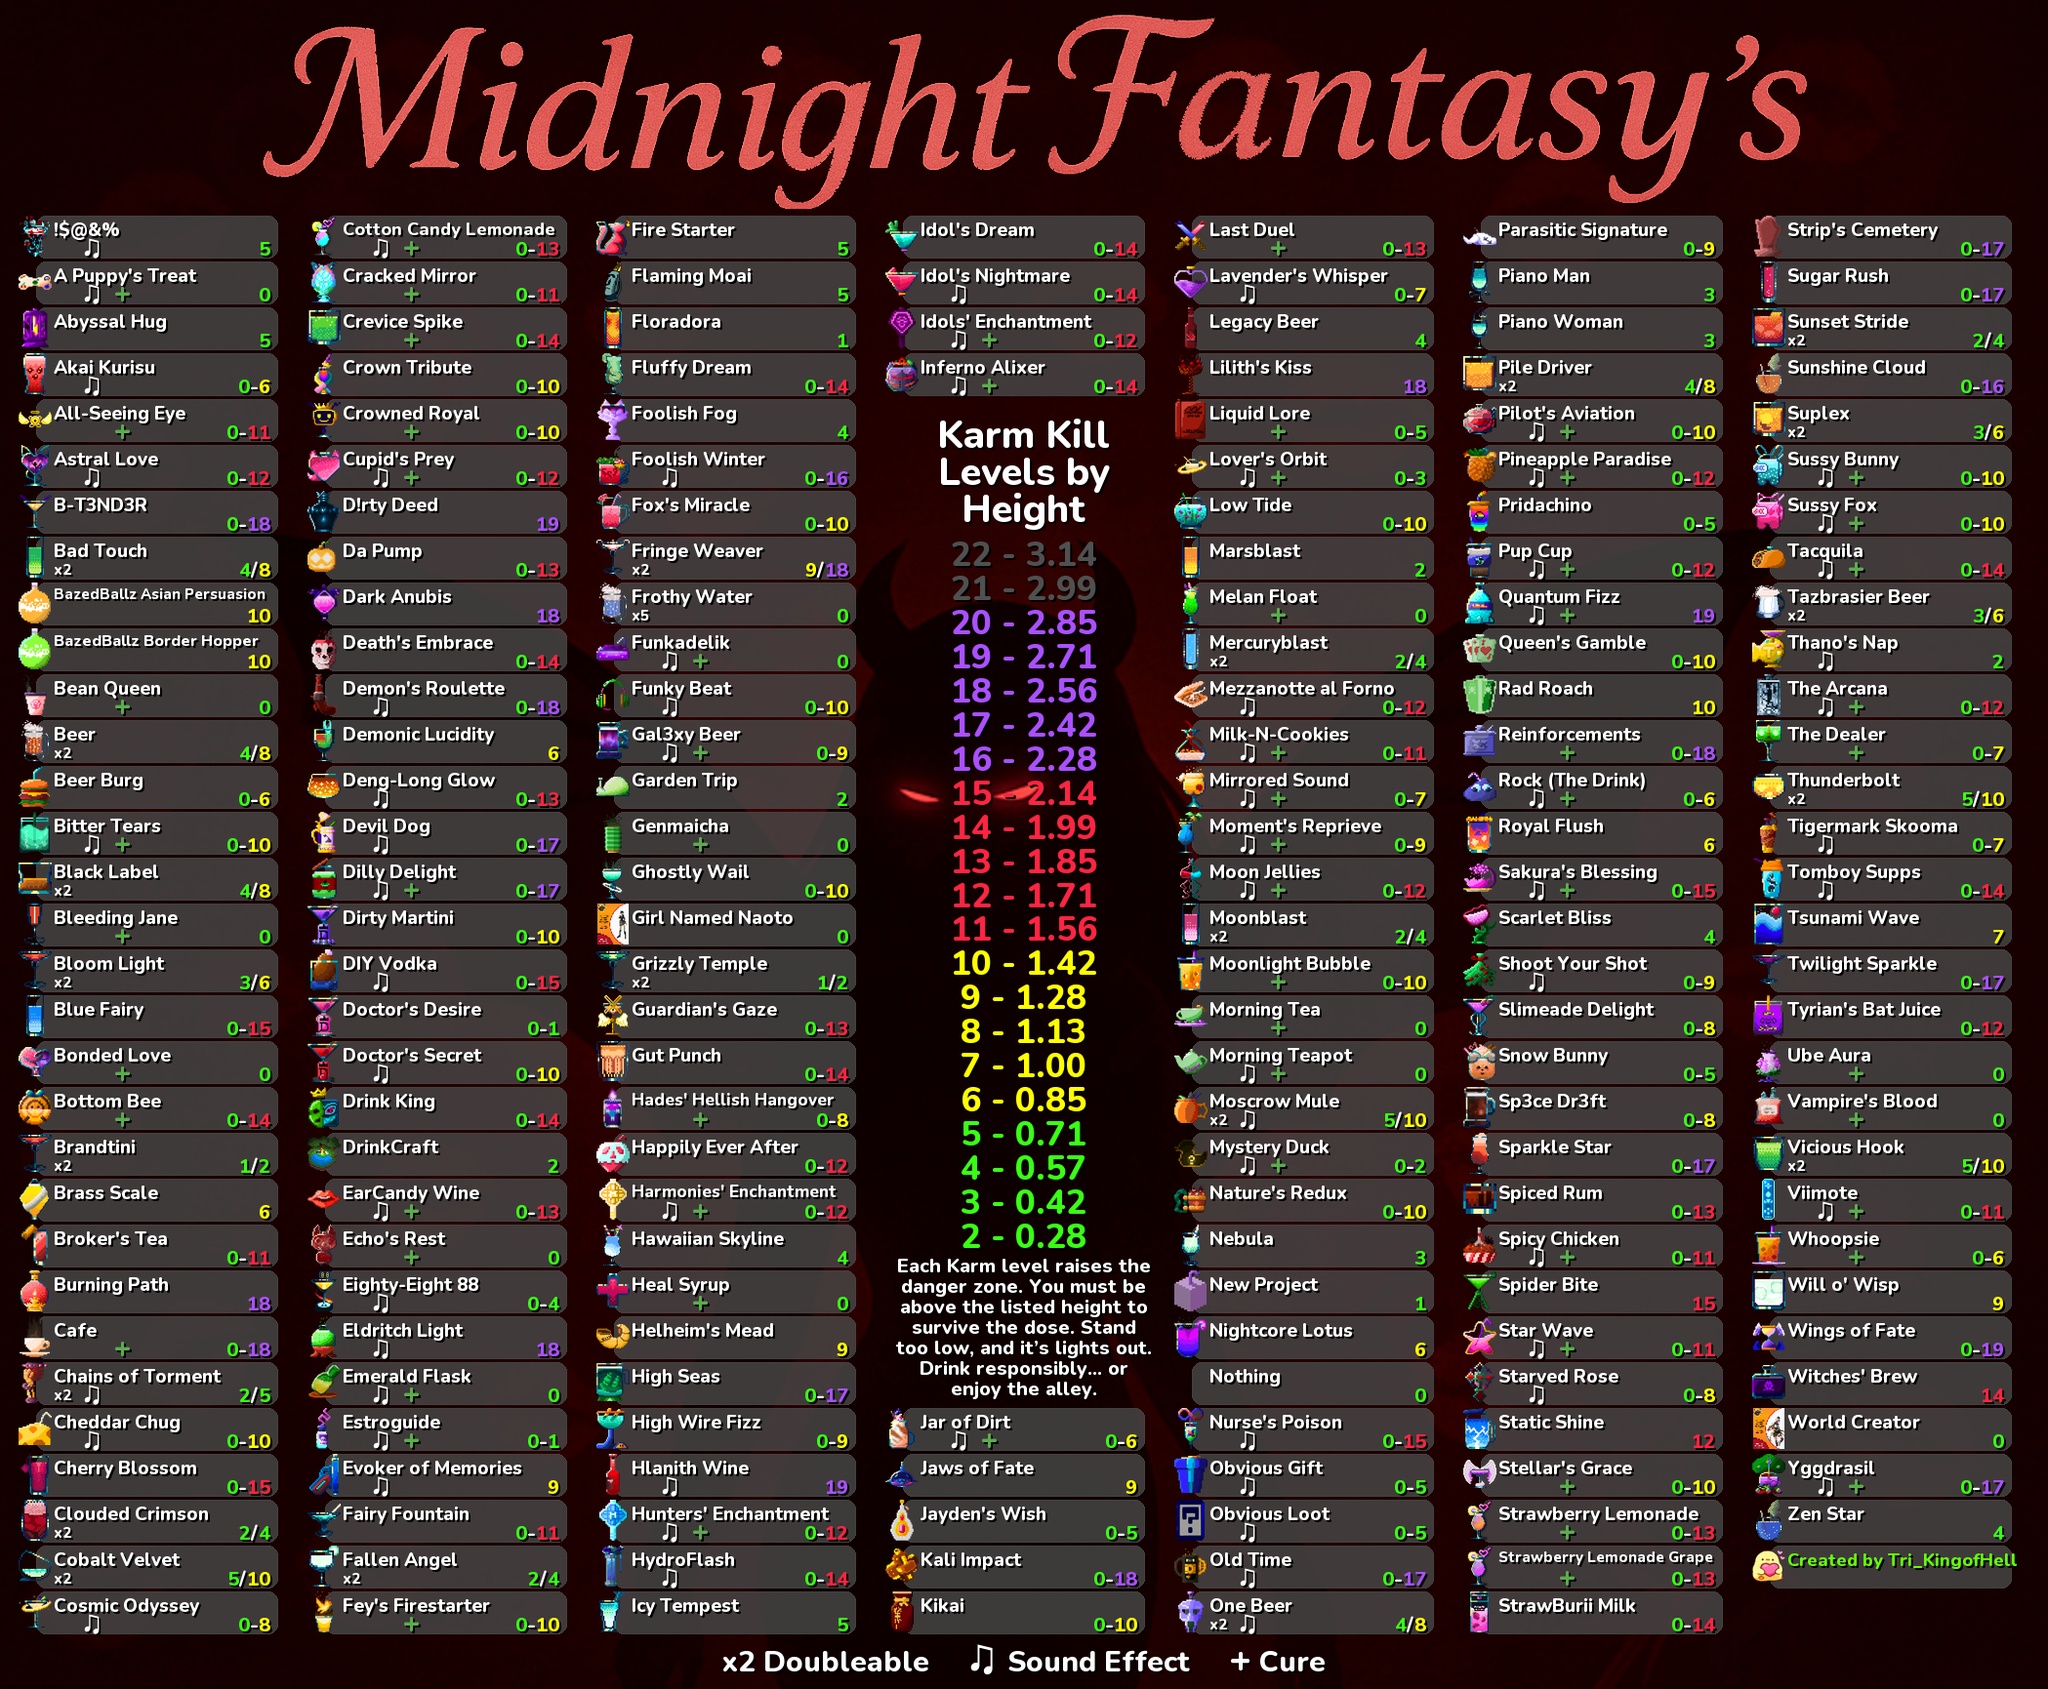 Midnight Fantasy's
!$@&%
♫ 5
A Puppy's Treat
♫ + 0
Abyssal Hug
5
Akai Kurisu
♫ 0-6
All-Seeing Eye
+ 0-11
Astral Love
♫ 0-12
B-T3ND3R
0-18
Bad Touch
x2 4/8
BazedBallz Asian Persuasion
10
BazedBallz Border Hopper
10
Bean Queen
+ 0
Beer
x2 4/8
Beer Burg
0-6
Bitter Tears
♫ + 0-10
Black Label
x2 4/8
Bleeding Jane
+ 0
Bloom Light
x2 3/6
Blue Fairy
0-15
Bonded Love
+ 0
Bottom Bee
+ 0-14
Brandtini
x2 1/2
Brass Scale
6
Broker's Tea
0-11
Burning Path
18
Cafe
+ 0-18
Chains of Torment
x2 ♫ 2/5
Cheddar Chug
♫ 0-10
Cherry Blossom
0-15
Clouded Crimson
x2 2/4
Cobalt Velvet
x2 5/10
Cosmic Odyssey
♫ 0-8
Cotton Candy Lemonade
♫ + 0-13
Cracked Mirror
+ 0-11
Crevice Spike
+ 0-14
Crown Tribute
0-10
Crowned Royal
+ 0-10
Cupid's Prey
♫ + 0-12
D!rty Deed
19
Da Pump
0-13
Dark Anubis
18
Death's Embrace
0-14
Demon's Roulette
♫ 0-18
Demonic Lucidity
6
Deng-Long Glow
♫ 0-13
Devil Dog
♫ 0-17
Dilly Delight
♫ + 0-17
Dirty Martini
0-10
DIY Vodka
♫ 0-15
Doctor's Desire
0-1
Doctor's Secret
♫ 0-10
Drink King
0-14
DrinkCraft
2
EarCandy Wine
♫ + 0-13
Echo's Rest
+ 0
Eighty-Eight 88
♫ 0-4
Eldritch Light
♫ 18
Emerald Flask
♫ + 0
Estroguide
♫ + 0-1
Evoker of Memories
♫ 9
Fairy Fountain
0-11
Fallen Angel
x2 2/4
Fey's Firestarter
+ 0-10
Fire Starter
5
Flaming Moai
5
Floradora
1
Fluffy Dream
0-14
Foolish Fog
4
Foolish Winter
♫ 0-16
Fox's Miracle
0-10
Fringe Weaver
x2 9/18
Frothy Water
x5 0
Funkadelik
♫ + 0
Funky Beat
♫ 0-10
Gal3xy Beer
♫ + 0-9
Garden Trip
2
Genmaicha
+ 0
Ghostly Wail
0-10
Girl Named Naoto
0
Grizzly Temple
x2 1/2
Guardian's Gaze
0-13
Gut Punch
0-14
Hades' Hellish Hangover
+ 0-8
Happily Ever After
0-12
Harmonies' Enchantment
♫ + 0-12
Hawaiian Skyline
4
Heal Syrup
+ 0
Helheim's Mead
9
High Seas
0-17
High Wire Fizz
0-9
Hlanith Wine
19
Hunters' Enchantment
♫ + 0-12
HydroFlash
♫ 0-14
Icy Tempest
5
Idol's Dream
0-14
Idol's Nightmare
♫ 0-14
Idols' Enchantment
♫ + 0-12
Inferno Alixer
♫ + 0-14
Karm Kill
Levels by
Height
22 - 3.14
21 - 2.99
20 - 2.85
19 - 2.71
18 - 2.56
17 - 2.42
16 - 2.28
15 - 2.14
14 - 1.99
13 - 1.85
12 - 1.71
11 - 1.56
10 - 1.42
9 - 1.28
8 - 1.13
7 - 1.00
6 - 0.85
5 - 0.71
4 - 0.57
3 - 0.42
2 - 0.28
Each Karm level raises the
danger zone. You must be
above the listed height to
survive the dose. Stand
too low, and it's lights out.
Drink responsibly... or
enjoy the alley.
Jar of Dirt
♫ + 0-6
Jaws of Fate
9
Jayden's Wish
0-5
Kali Impact
0-18
Kikai
0-10
Last Duel
+ 0-13
Lavender's Whisper
♫ 0-7
Legacy Beer
4
Lilith's Kiss
18
Liquid Lore
+ 0-5
Lover's Orbit
♫ + 0-3
Low Tide
0-10
Marsblast
2
Melan Float
+ 0
Mercuryblast
x2 2/4
Mezzanotte al Forno
♫ 0-12
Milk-N-Cookies
♫ + 0-11
Mirrored Sound
♫ + 0-7
Moment's Reprieve
♫ + 0-9
Moon Jellies
♫ + 0-12
Moonblast
x2 2/4
Moonlight Bubble
+ 0-10
Morning Tea
+ 0
Morning Teapot
♫ + 0
Moscrow Mule
x2 ♫ 5/10
Mystery Duck
♫ + 0-2
Nature's Redux
0-10
Nebula
3
New Project
1
Nightcore Lotus
6
Nothing
0
Nurse's Poison
♫ 0-15
Obvious Gift
♫ 0-5
Obvious Loot
♫ 0-5
Old Time
♫ 0-17
One Beer
x2 ♫ 4/8
Parasitic Signature
0-9
Piano Man
3
Piano Woman
3
Pile Driver
x2 4/8
Pilot's Aviation
♫ + 0-10
Pineapple Paradise
♫ + 0-12
Pridachino
0-5
Pup Cup
♫ + 0-12
Quantum Fizz
♫ + 19
Queen's Gamble
0-10
Rad Roach
10
Reinforcements
+ 0-18
Rock (The Drink)
♫ + 0-6
Royal Flush
6
Sakura's Blessing
♫ + 0-15
Scarlet Bliss
4
Shoot Your Shot
♫ 0-9
Slimeade Delight
0-8
Snow Bunny
0-5
Sp3ce Dr3ft
0-8
Sparkle Star
0-17
Spiced Rum
0-13
Spicy Chicken
♫ + 0-11
Spider Bite
15
Star Wave
♫ + 0-11
Starved Rose
♫ 0-8
Static Shine
12
Stellar's Grace
+ 0-10
Strawberry Lemonade
+ 0-13
Strawberry Lemonade Grape
+ 0-13
StrawBurii Milk
0-14
Strip's Cemetery
0-17
Sugar Rush
0-17
Sunset Stride
x2 2/4
Sunshine Cloud
0-16
Suplex
x2 3/6
Sussy Bunny
♫ + 0-10
Sussy Fox
♫ + 0-10
Tacquila
♫ + 0-14
Tazbrasier Beer
x2 3/6
Thano's Nap
♫ 2
The Arcana
♫ + 0-12
The Dealer
+ 0-7
Thunderbolt
x2 5/10
Tigermark Skooma
♫ 0-7
Tomboy Supps
♫ 0-14
Tsunami Wave
7
Twilight Sparkle
0-17
Tyrian's Bat Juice
0-12
Ube Aura
+ 0
Vampire's Blood
+ 0
Vicious Hook
x2 5/10
Viimote
♫ + 0-11
Whoopsie
+ 0-6
Will o' Wisp
9
Wings of Fate
0-19
Witches' Brew
14
World Creator
0
Yggdrasil
♫ + 0-17
Zen Star
4
Created by Tri_KingofHell
x2 Doubleable ♫ Sound Effect + Cure